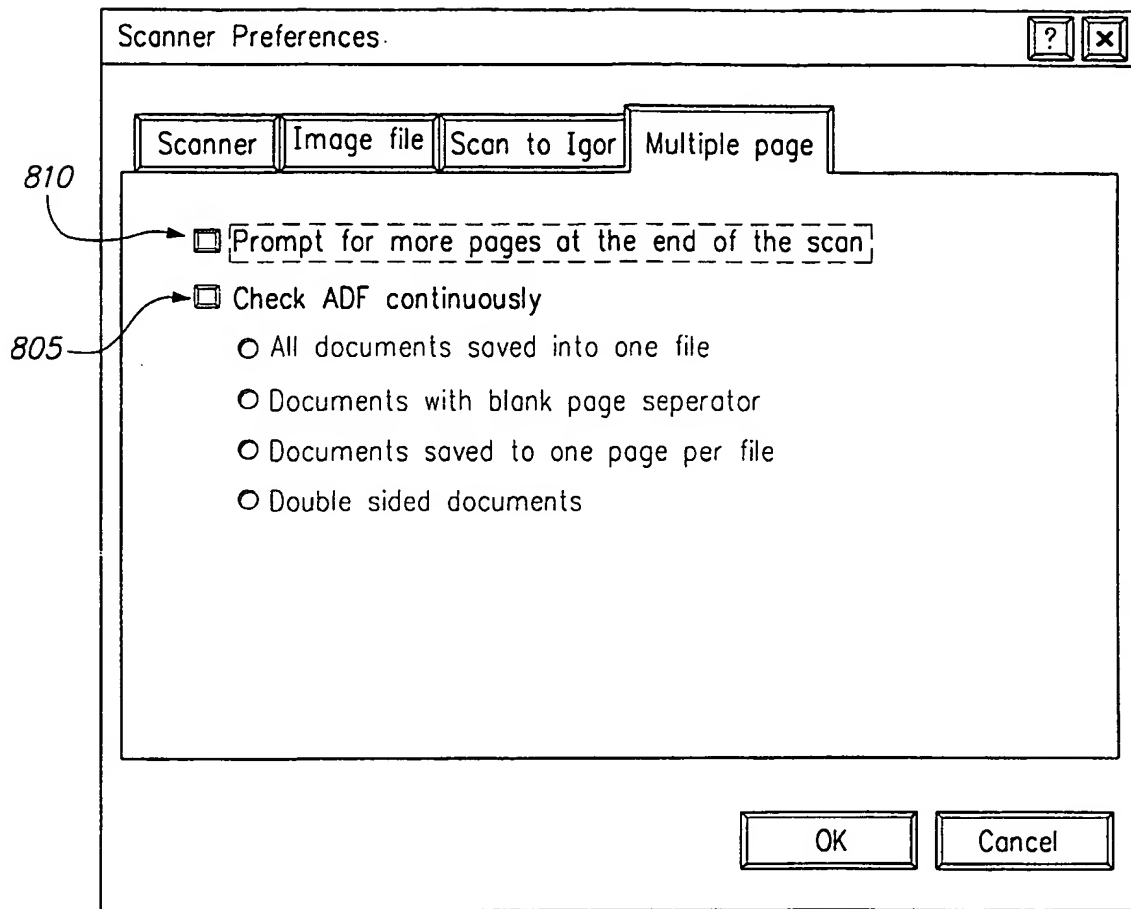 Scanner Preferences ? ×
Scanner Image file Scan to Igor Multiple page
810
Prompt for more pages at the end of the scan
Check ADF continuously
805
All documents saved into one file
Documents with blank page seperator
Documents saved to one page per file
Double sided documents
OK Cancel